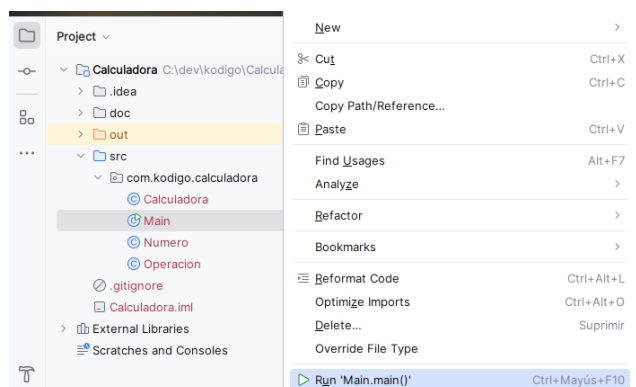 Project
Calculadora C:\dev\kodigo\Calcula
.idea
doc
out
src
com.kodigo.calculadora
Calculadora
Main
Numero
Operacion
.gitignore
Calculadora.iml
External Libraries
Scratches and Consoles
New
Cut Ctrl+X
Copy Ctrl+C
Copy Path/Reference...
Paste Ctrl+V
Find Usages Alt+F7
Analyze
Refactor
Bookmarks
Reformat Code Ctrl+Alt+L
Optimize Imports Ctrl+Alt+O
Delete... Suprimir
Override File Type
Run 'Main.main()' Ctrl+Mayús+F10